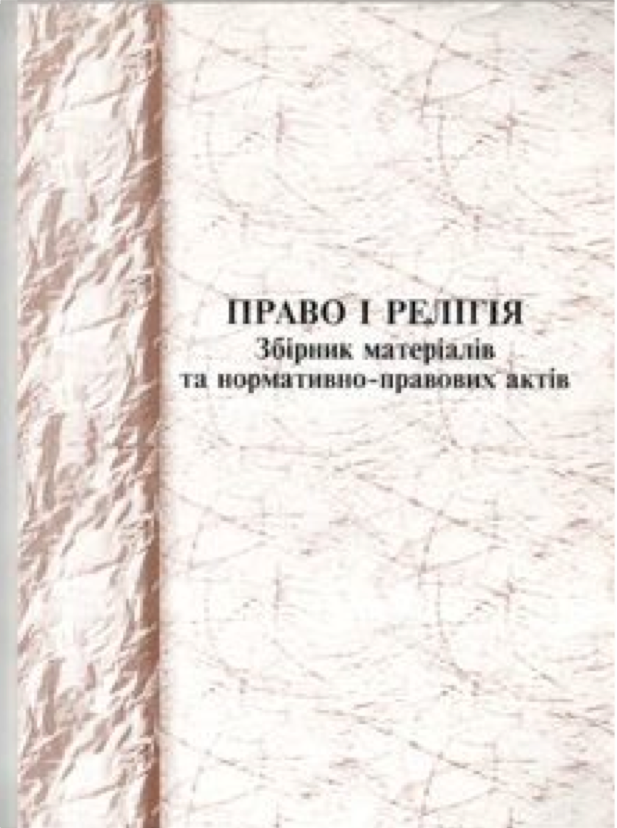 ПРАВО І РЕЛІГІЯ
Збірник матеріалів
та нормативно-правових актів